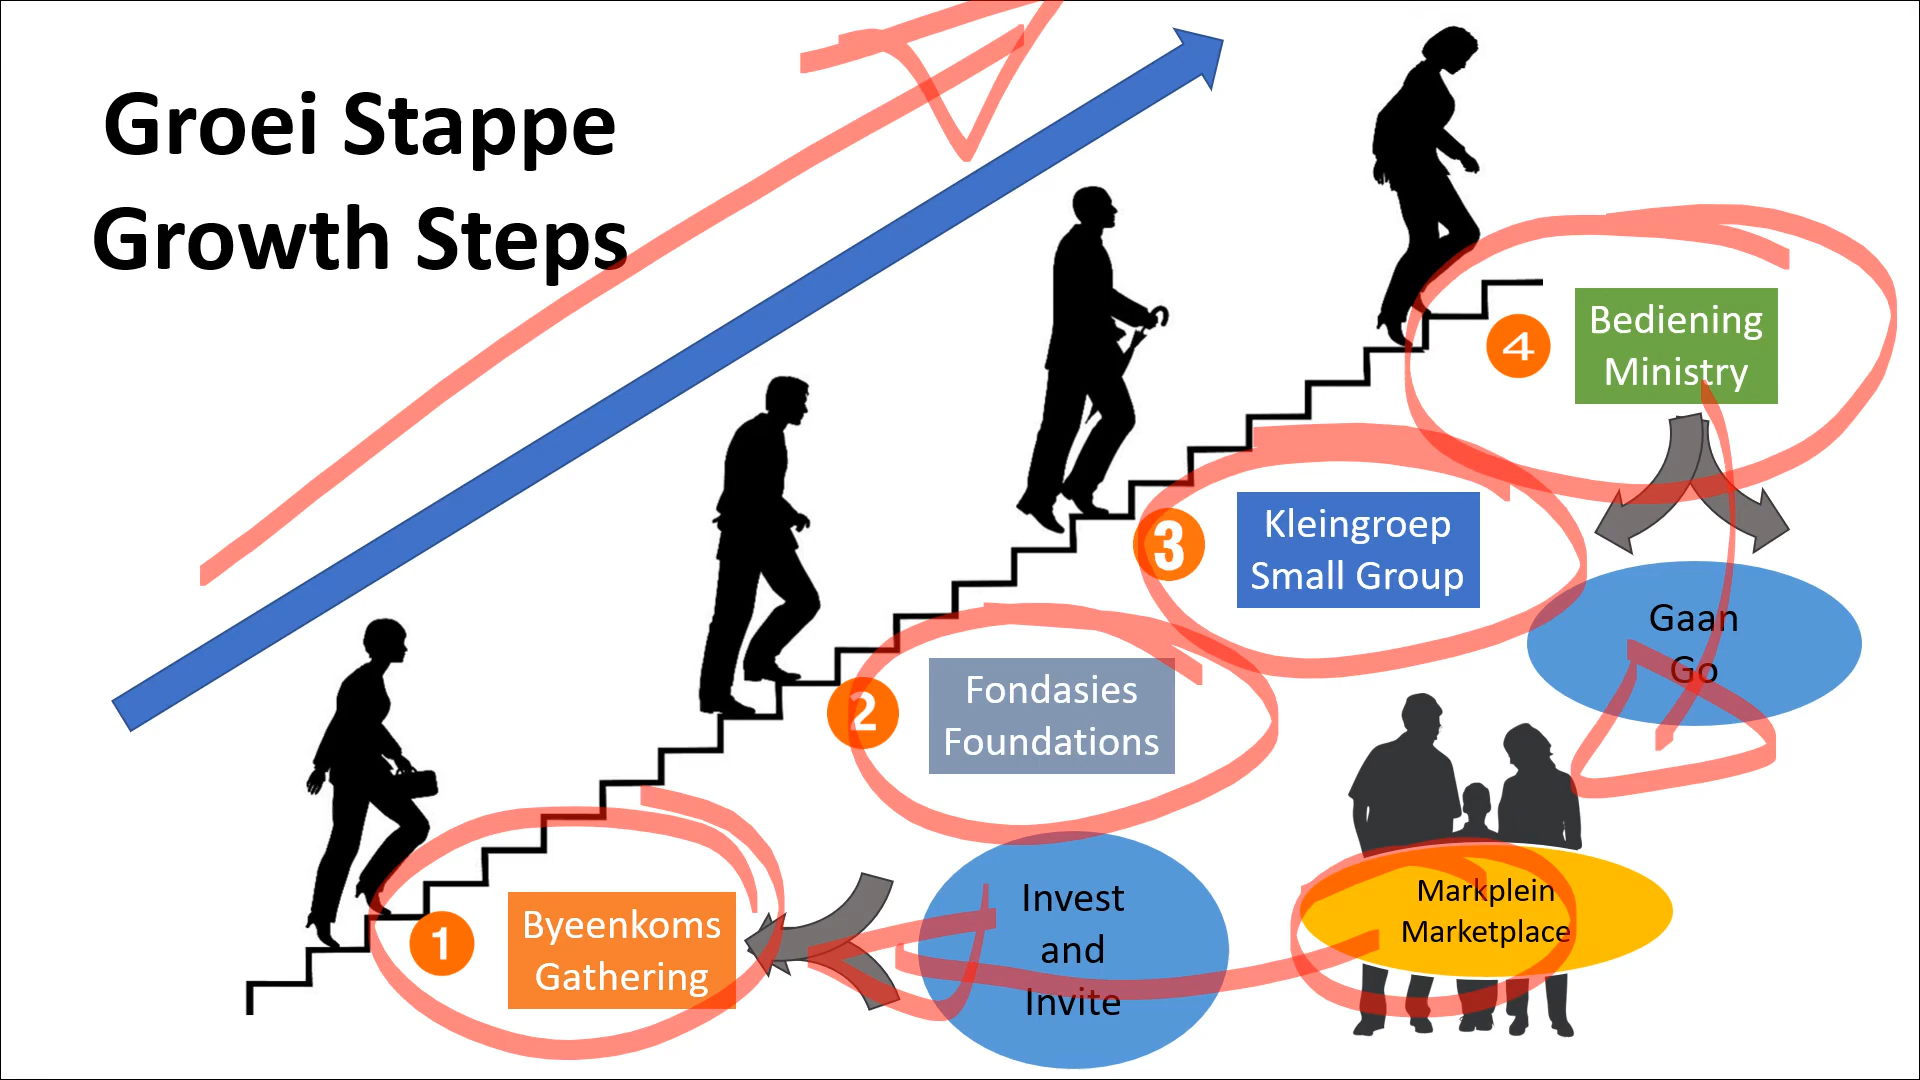 Groei Stappe
Growth Steps
4
Bediening
Ministry
3
Kleingroep
Small Group
Gaan
Go
2
Fondasies
Foundations
1
Byeenkoms
Gathering
Invest
and
Invite
Markplein
Marketplace